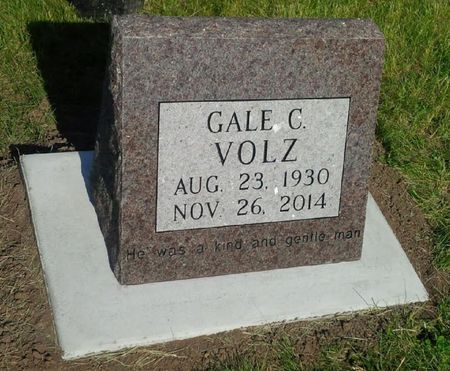 GALE C.
VOLZ
AUG. 23, 1930
NOV. 26, 2014
He was a kind and gentle man